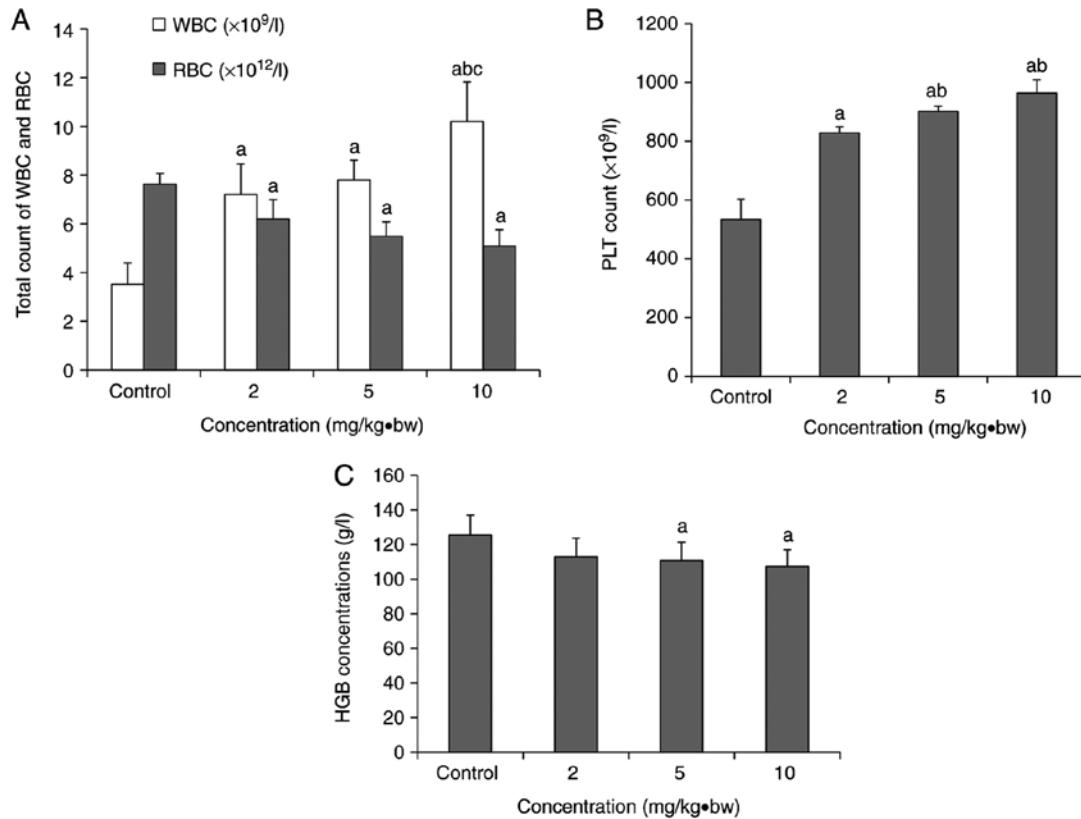 A
WBC (×10⁹/l)
RBC (×10¹²/l)
Total count of WBC and RBC
14
12
10
8
6
4
2
0
a
a
a
a
abc
a
Control
2
5
10
Concentration (mg/kg•bw)
B
PLT count (×10⁹/l)
1200
1000
800
600
400
200
0
a
ab
ab
Control
2
5
10
Concentration (mg/kg•bw)
C
HGB concentrations (g/l)
160
140
120
100
80
60
40
20
0
a
a
Control
2
5
10
Concentration (mg/kg•bw)